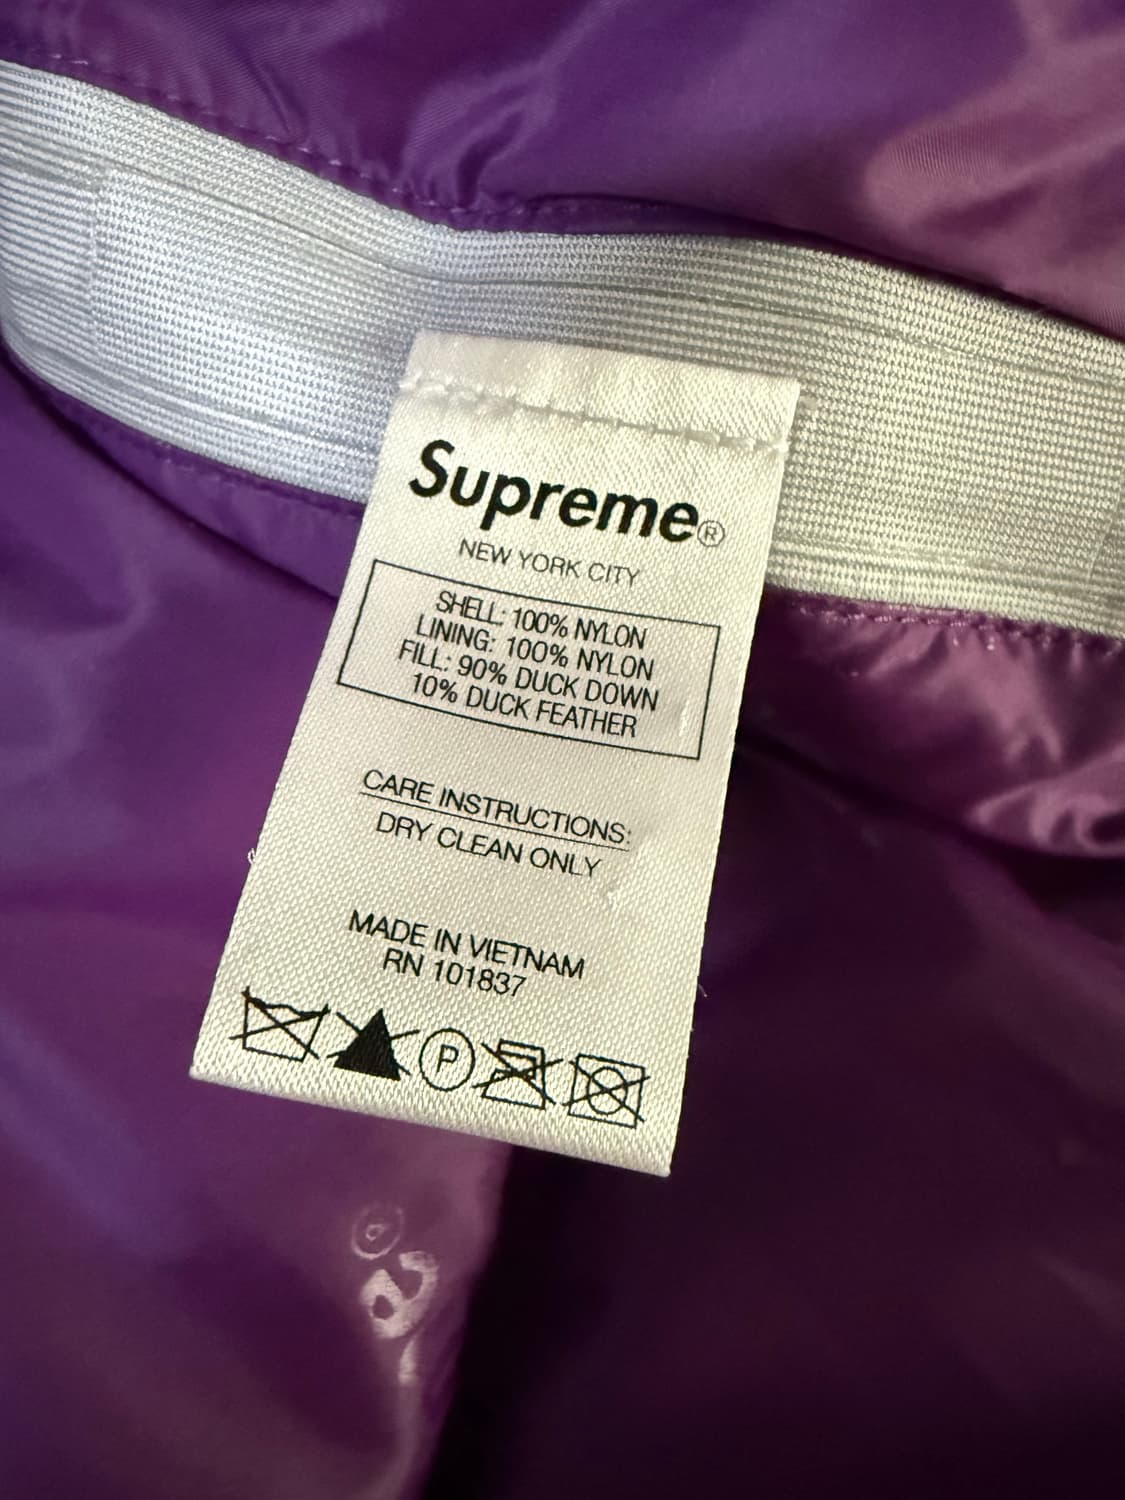 Supreme®
NEW YORK CITY
SHELL: 100% NYLON
LINING: 100% NYLON
FILL: 90% DUCK DOWN
10% DUCK FEATHER
CARE INSTRUCTIONS:
DRY CLEAN ONLY
MADE IN VIETNAM
RN 101837
P